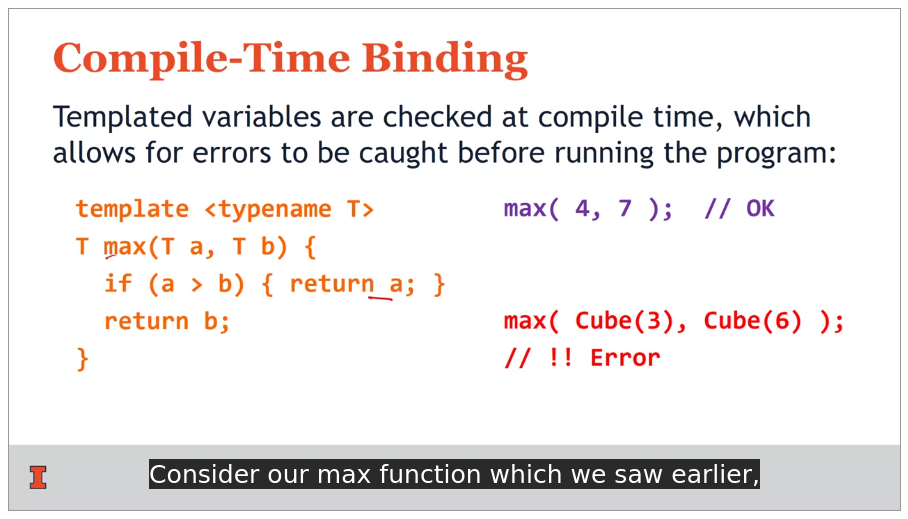 Compile-Time Binding
Templated variables are checked at compile time, which
allows for errors to be caught before running the program:
template <typename T>
T max(T a, T b) {
if (a > b) { return a; }
return b;
}
max( 4, 7 ); // OK
max( Cube(3), Cube(6) );
// !! Error
I
Consider our max function which we saw earlier,